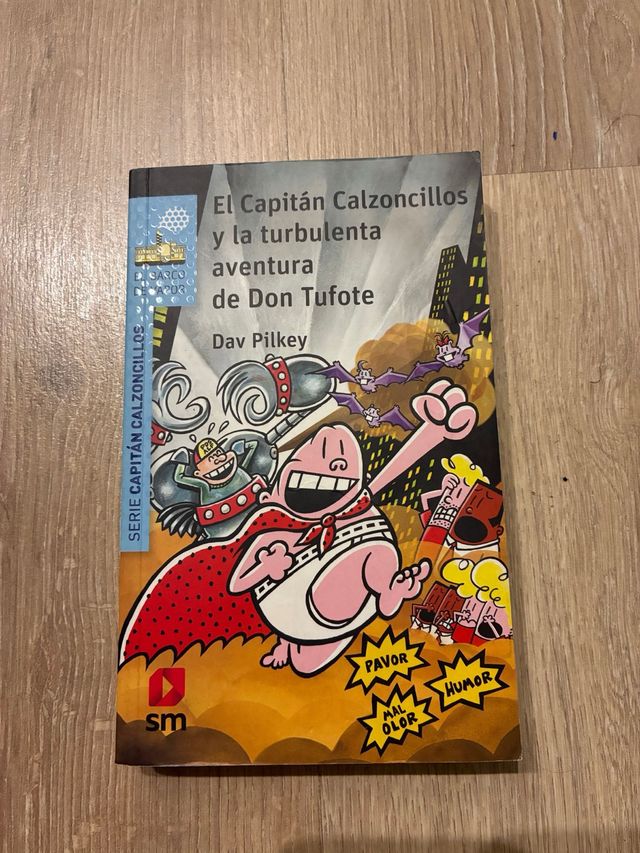 El Capitán Calzoncillos
y la turbulenta
aventura
de Don Tufote
Dav Pilkey
EL BARCO
DE VAPOR
SERIE CAPITÁN CALZONCILLOS
PAVOR
MAL
OLOR
HUMOR
sm